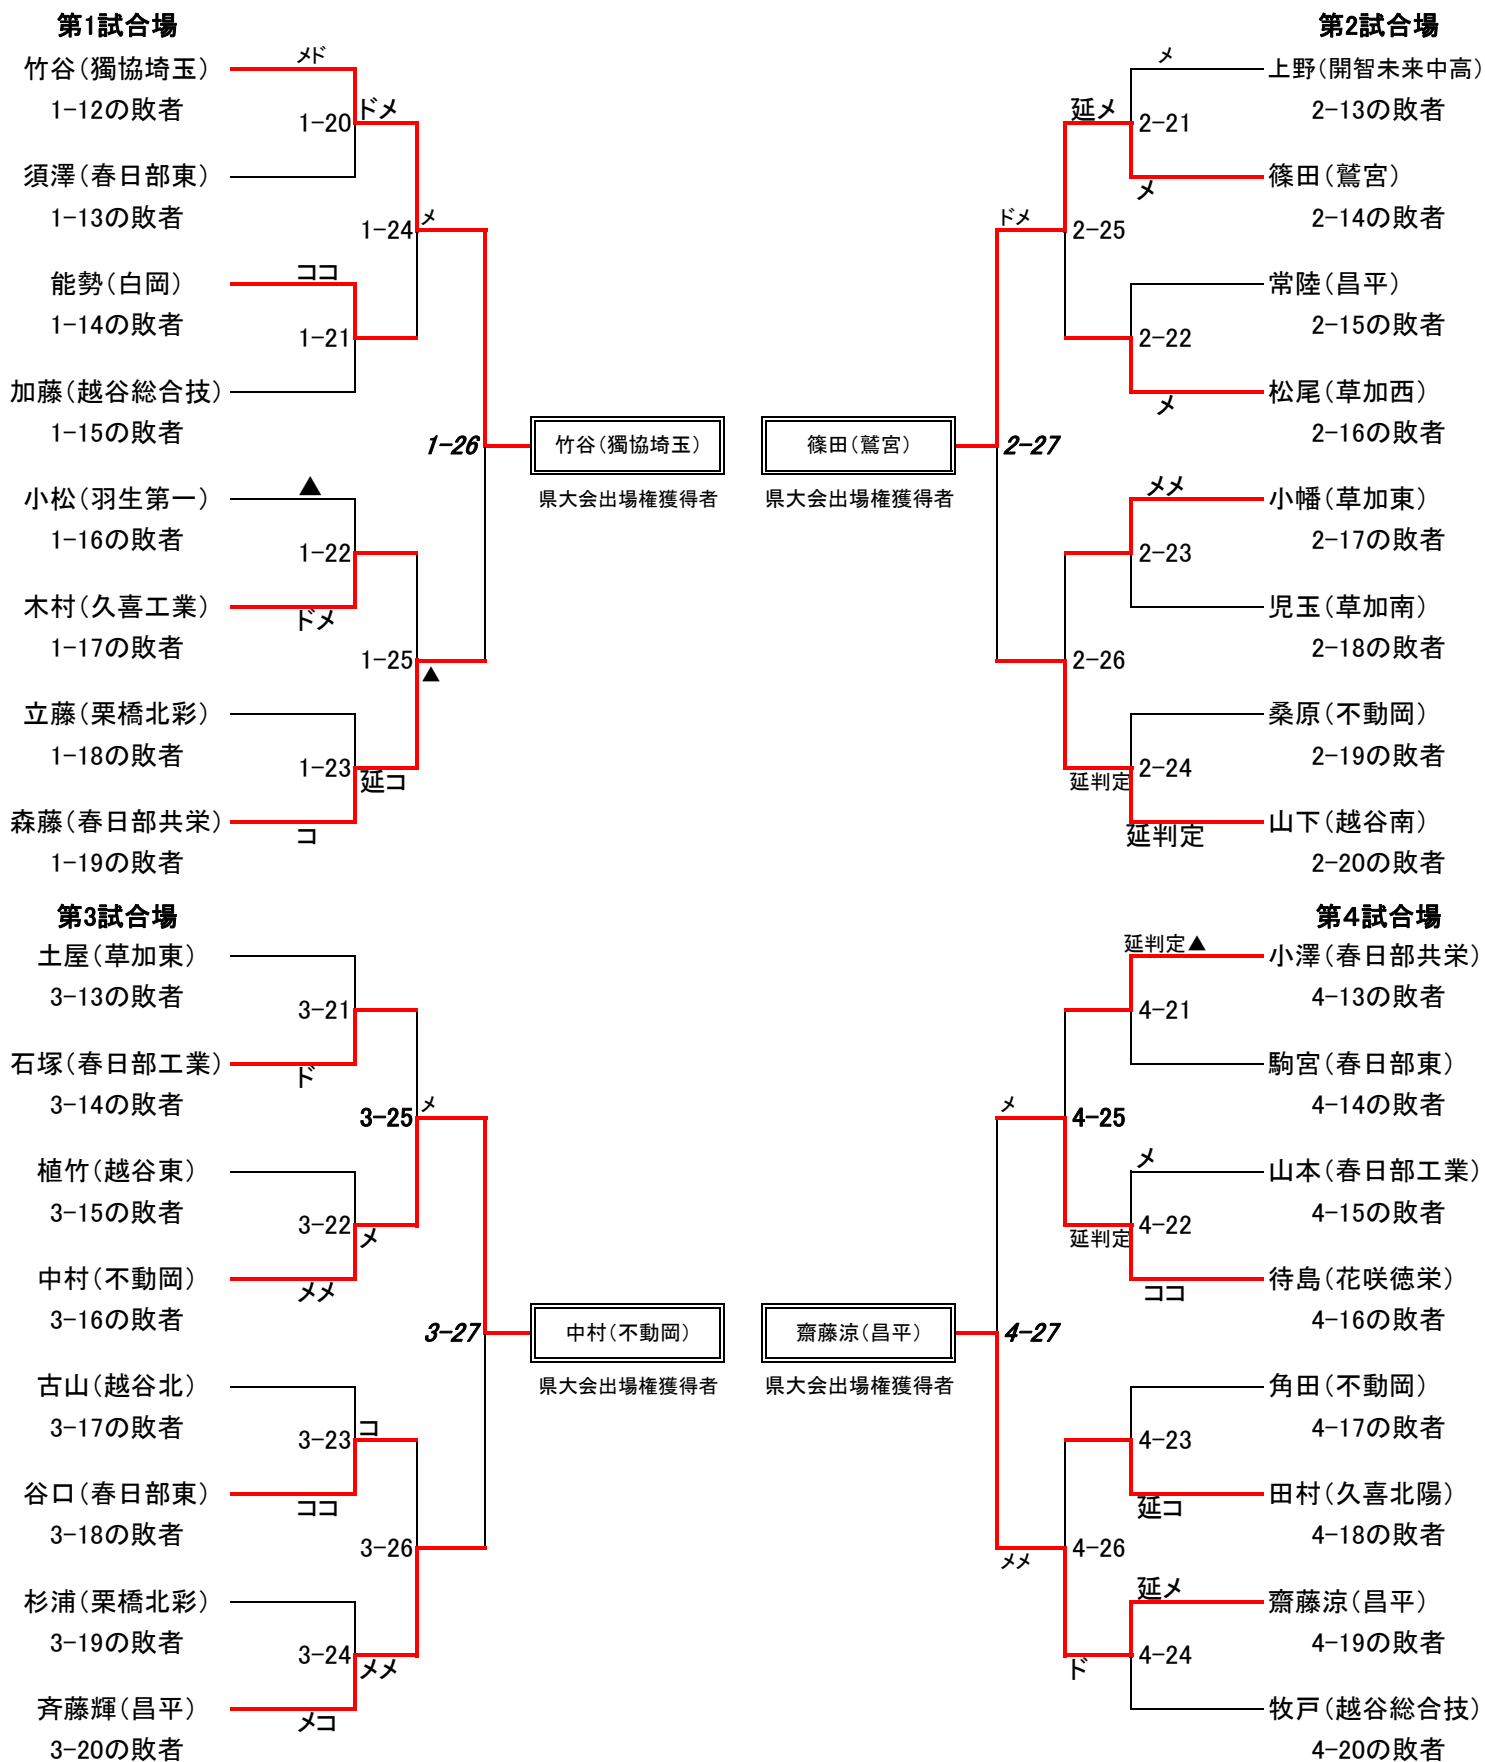 第1試合場
メド
竹谷(獨協埼玉)
1-12の敗者
1-20
ドメ
須澤(春日部東)
1-13の敗者
1-24
メ
ココ
能勢(白岡)
1-14の敗者
1-21
加藤(越谷総合技)
1-15の敗者
1-26
竹谷(獨協埼玉)
県大会出場権獲得者
▲
小松(羽生第一)
1-16の敗者
1-22
木村(久喜工業)
ドメ
1-17の敗者
1-25
▲
立藤(栗橋北彩)
1-18の敗者
1-23
延コ
森藤(春日部共栄)
コ
1-19の敗者
第2試合場
メ
上野(開智未来中高)
2-13の敗者
延メ
2-21
篠田(鷲宮)
メ
2-14の敗者
ドメ
2-25
常陸(昌平)
2-15の敗者
2-22
松尾(草加西)
メ
2-16の敗者
篠田(鷲宮)
2-27
県大会出場権獲得者
メメ
小幡(草加東)
2-17の敗者
2-23
児玉(草加南)
2-18の敗者
2-26
桑原(不動岡)
2-19の敗者
延判定
2-24
山下(越谷南)
延判定
2-20の敗者
第3試合場
土屋(草加東)
3-13の敗者
3-21
石塚(春日部工業)
ド
3-14の敗者
3-25
メ
植竹(越谷東)
3-15の敗者
3-22
メ
中村(不動岡)
メメ
3-16の敗者
3-27
中村(不動岡)
県大会出場権獲得者
古山(越谷北)
3-17の敗者
3-23
コ
谷口(春日部東)
ココ
3-18の敗者
3-26
杉浦(栗橋北彩)
3-19の敗者
3-24
メメ
斉藤輝(昌平)
メコ
3-20の敗者
第4試合場
延判定▲
小澤(春日部共栄)
4-13の敗者
4-21
駒宮(春日部東)
4-14の敗者
メ
4-25
メ
山本(春日部工業)
4-15の敗者
延判定
4-22
待島(花咲徳栄)
ココ
4-16の敗者
齋藤涼(昌平)
4-27
県大会出場権獲得者
角田(不動岡)
4-17の敗者
4-23
田村(久喜北陽)
延コ
4-18の敗者
メメ
4-26
延メ
齋藤涼(昌平)
4-19の敗者
ド
4-24
牧戸(越谷総合技)
4-20の敗者